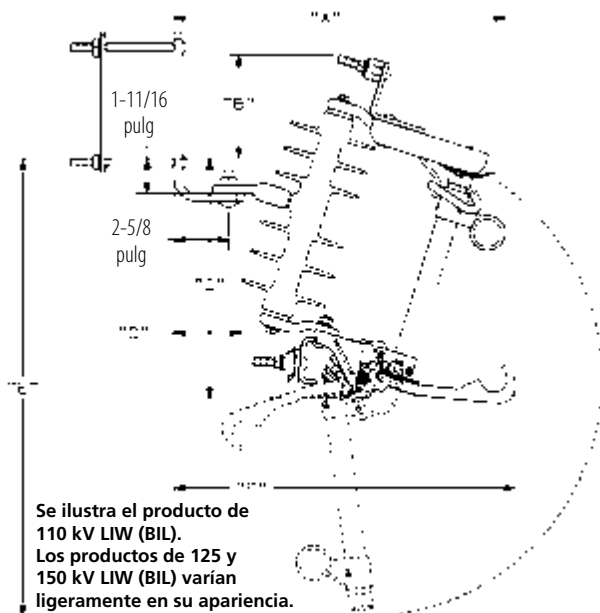 "A"
"B"
1-11/16
pulg
2-5/8
pulg
"D"
Se ilustra el producto de
110 kV LIW (BIL).
Los productos de 125 y
150 kV LIW (BIL) varían
ligeramente en su apariencia.